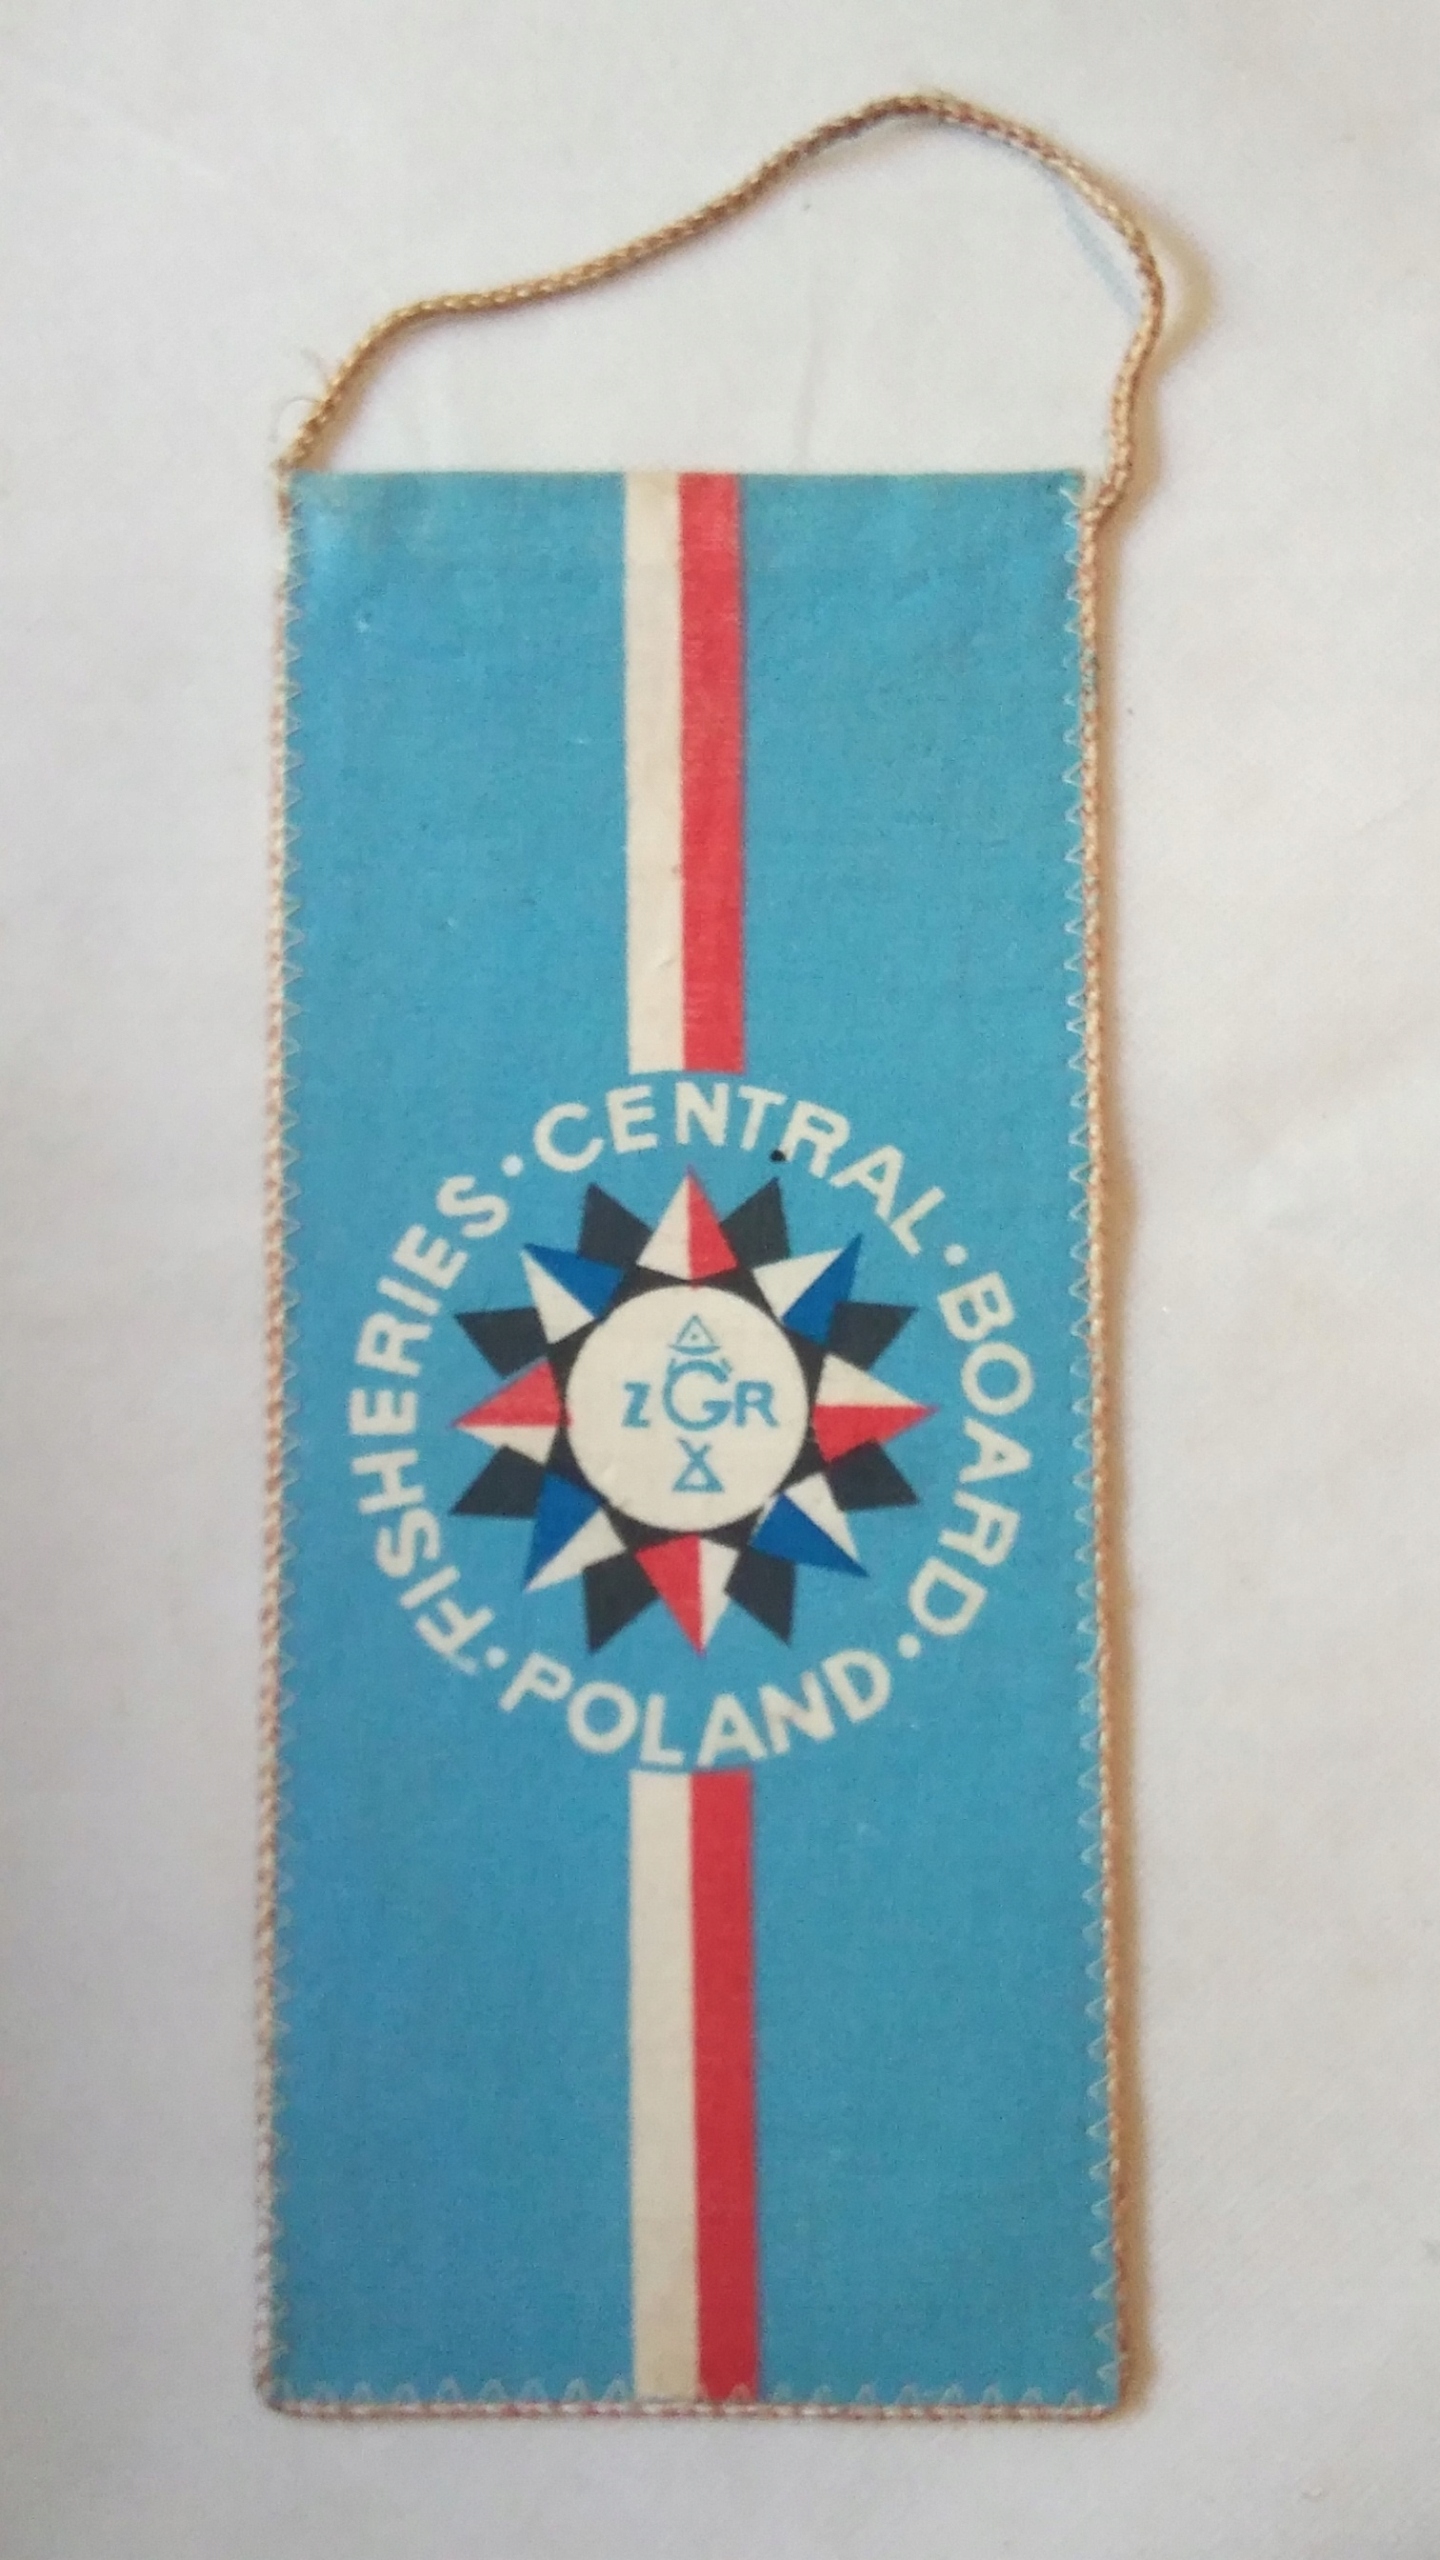 FISHERIES · CENTRAL · BOARD · POLAND ·
ZGR